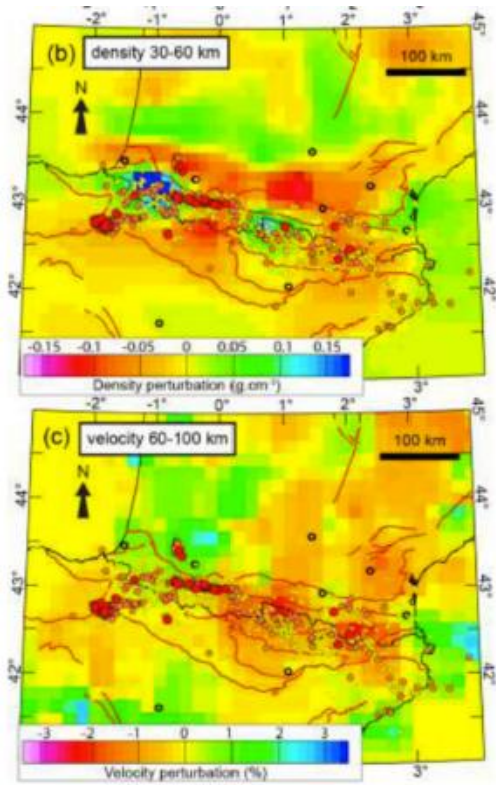 -2° -1° 0° 1° 2° 3°
(b) density 30-60 km
100 km
N
45°
44° 44°
43° 43°
42° 42°
-0.15 -0.1 -0.05 0 0.05 0.1 0.15
Density perturbation (g.cm⁻³)
3°
-2° -1° 0° 1° 2° 3°
(c) velocity 60-100 km
100 km
N
45°
44° 44°
43° 43°
42° 42°
-3 -2 -1 0 1 2 3
Velocity perturbation (%)
3°